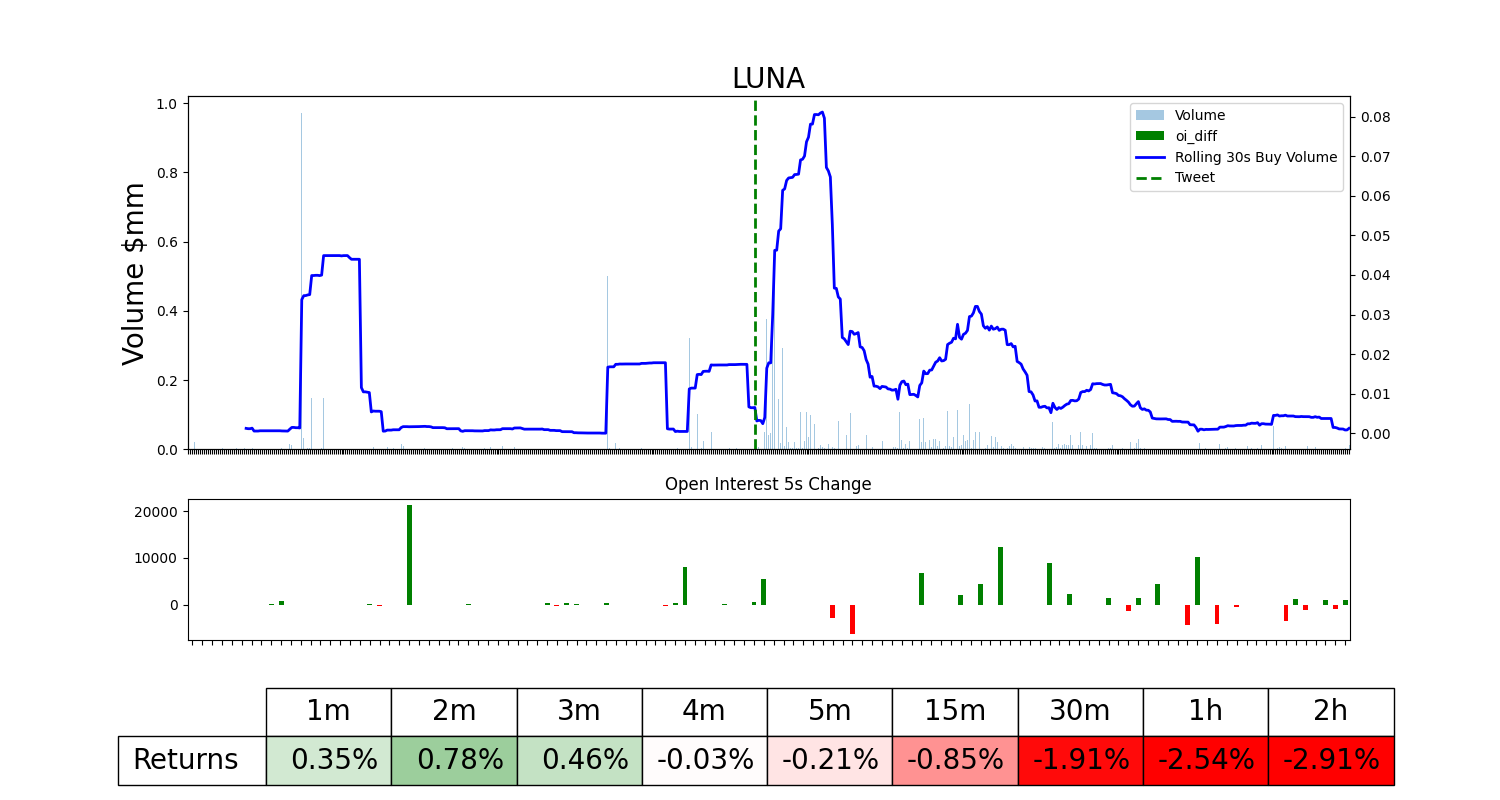 LUNA
Volume $mm
1.0
0.8
0.6
0.4
0.2
0.0
0.08
0.07
0.06
0.05
0.04
0.03
0.02
0.01
0.00
Volume
oi_diff
Rolling 30s Buy Volume
Tweet
Open Interest 5s Change
20000
10000
0
1m 2m 3m 4m 5m 15m 30m 1h 2h
Returns 0.35% 0.78% 0.46% -0.03% -0.21% -0.85% -1.91% -2.54% -2.91%